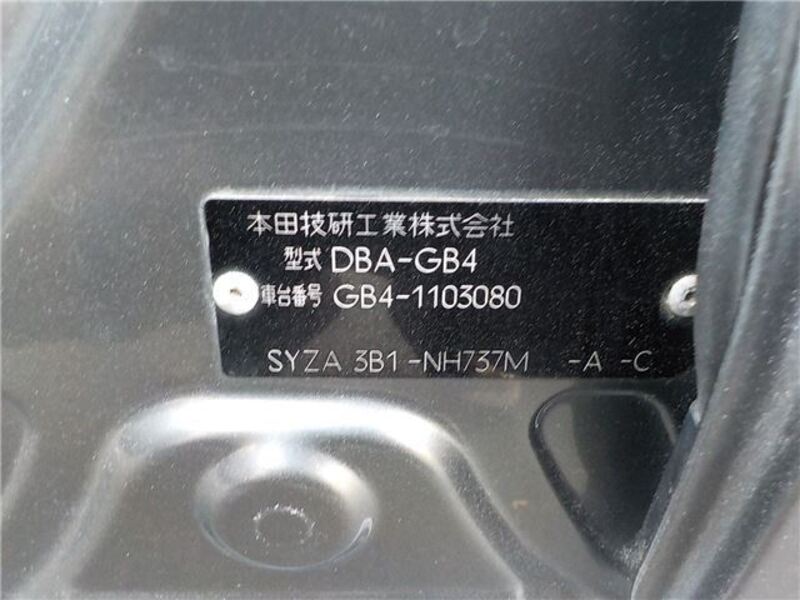 本田技研工業株式会社
型式 DBA-GB4
車台番号 GB4-1103080
SYZA 3B1-NH737M -A -C